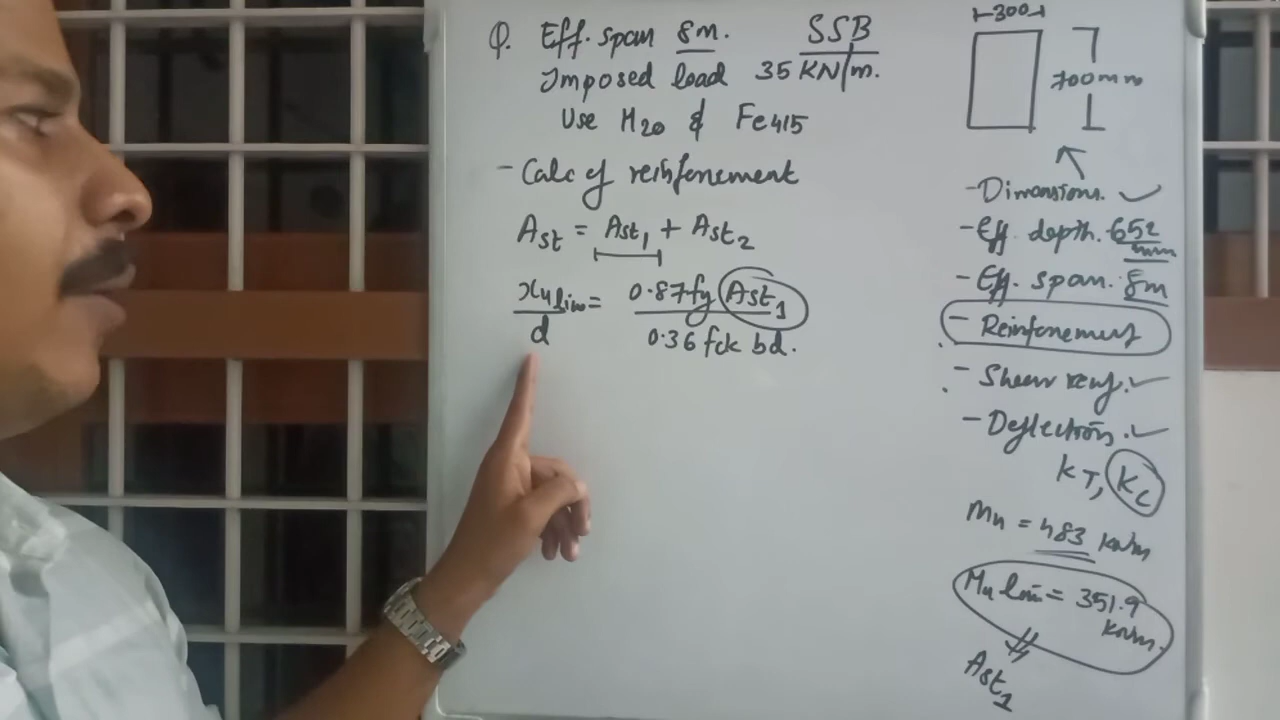 Q. Eff. span 8m. SSB
Imposed load 35 KN/m.
Use M20 & Fe415
- Calc of reinforcement
Ast = Ast1 + Ast2
xulim/d = 0.87fy Ast1 / 0.36 fck bd.
300
700mm
- Dimensions. ✓
- Eff. depth. 652 mm
- Eff. span. 8m
- Reinforcement
- Shear reinf. ✓
- Deflection. ✓
KT, KC
Mu = 483 KNm
Mu lim = 351.9 KNm.
Ast1